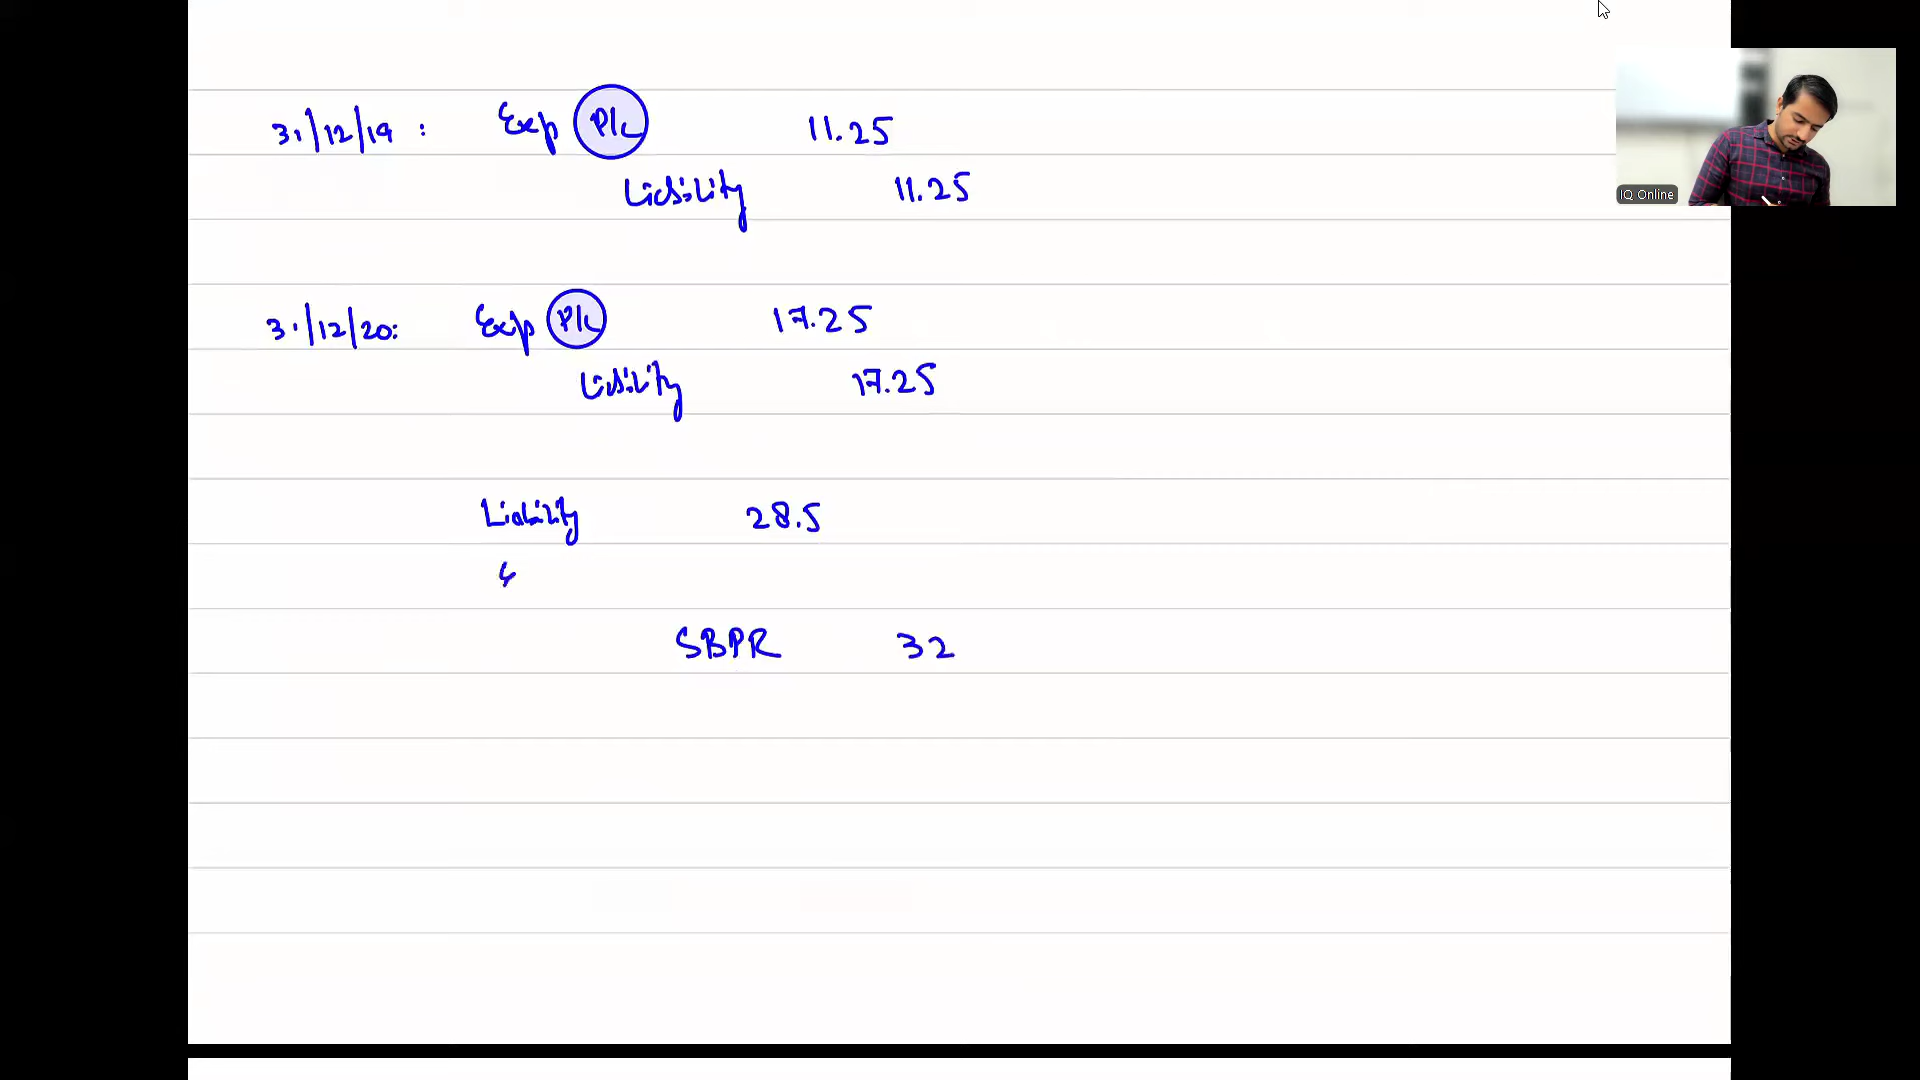 31/12/19 : Exp P/L 11.25
Liability 11.25
IQ Online
31/12/20: Exp P/L 17.25
Liability 17.25
Liability 28.5
SBPR 32